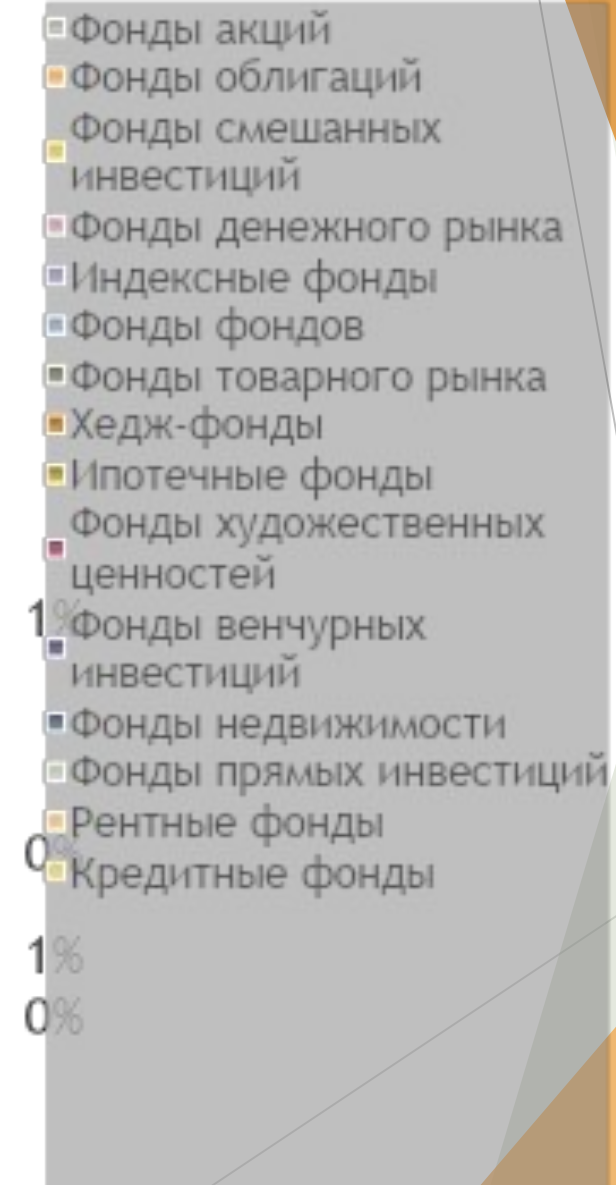 Фонды акций
Фонды облигаций
Фонды смешанных
инвестиций
Фонды денежного рынка
Индексные фонды
Фонды фондов
Фонды товарного рынка
Хедж-фонды
Ипотечные фонды
Фонды художественных
ценностей
1%
Фонды венчурных
инвестиций
Фонды недвижимости
Фонды прямых инвестиций
Рентные фонды
0%
Кредитные фонды
1%
0%